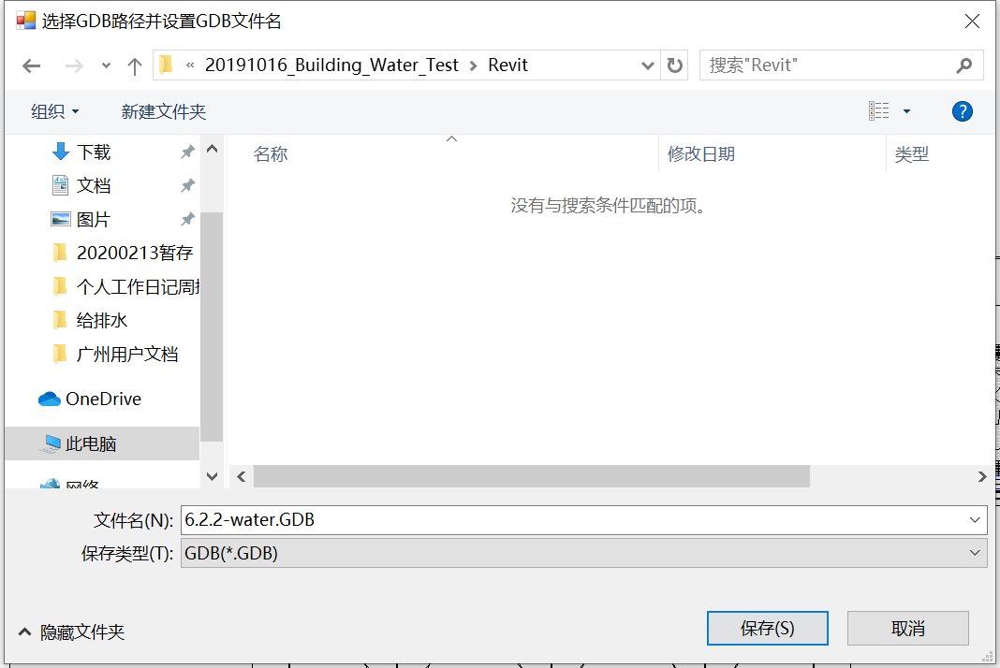 选择GDB路径并设置GDB文件名
« 20191016_Building_Water_Test › Revit
搜索"Revit"
组织
新建文件夹
?
名称
修改日期
类型
没有与搜索条件匹配的项。
下载
文档
图片
20200213暂存
个人工作日记周
给排水
广州用户文档
OneDrive
此电脑
网络
文件名(N):
6.2.2-water.GDB
保存类型(T):
GDB(*.GDB)
隐藏文件夹
保存(S)
取消